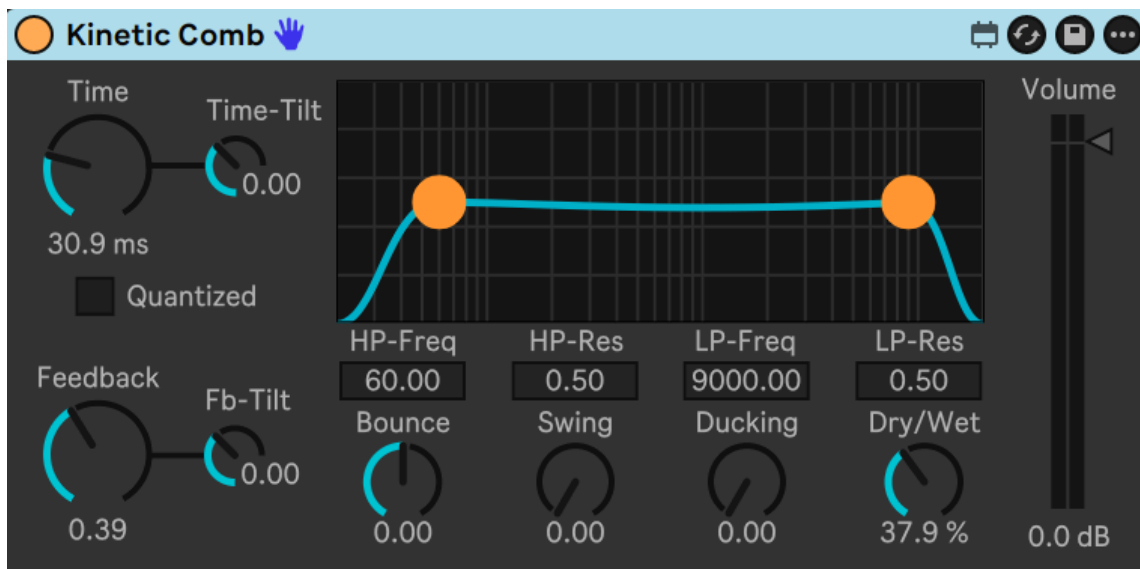 Kinetic Comb
Time
Time-Tilt
0.00
30.9 ms
Quantized
Feedback
Fb-Tilt
0.00
0.39
HP-Freq HP-Res LP-Freq LP-Res
60.00 0.50 9000.00 0.50
Bounce Swing Ducking Dry/Wet
0.00 0.00 0.00 37.9 %
Volume
0.0 dB